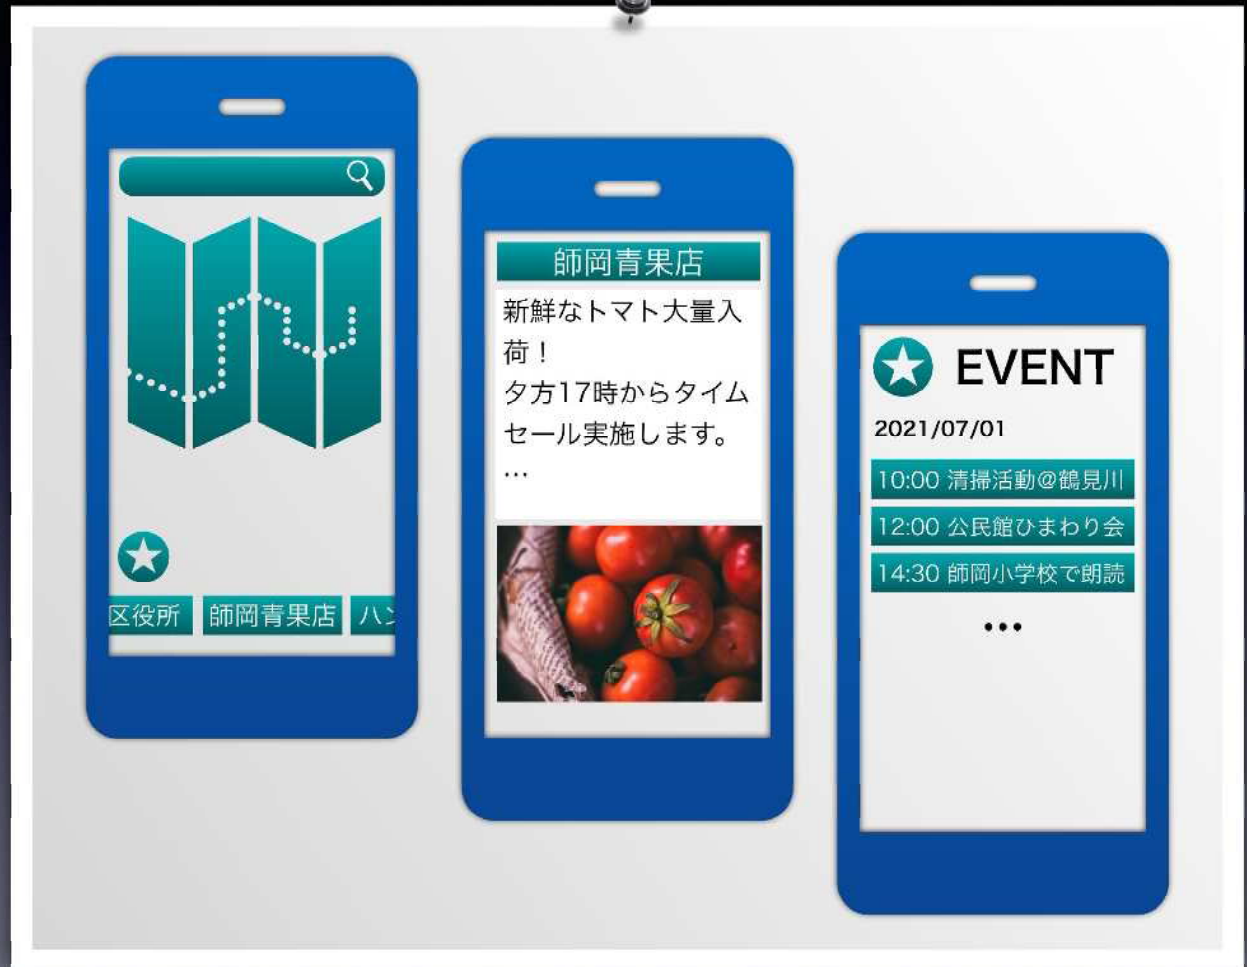 区役所
師岡青果店
ハン
師岡青果店
新鮮なトマト大量入
荷！
夕方17時からタイム
セール実施します。
…
EVENT
2021/07/01
10:00 清掃活動@鶴見川
12:00 公民館ひまわり会
14:30 師岡小学校で朗読
…